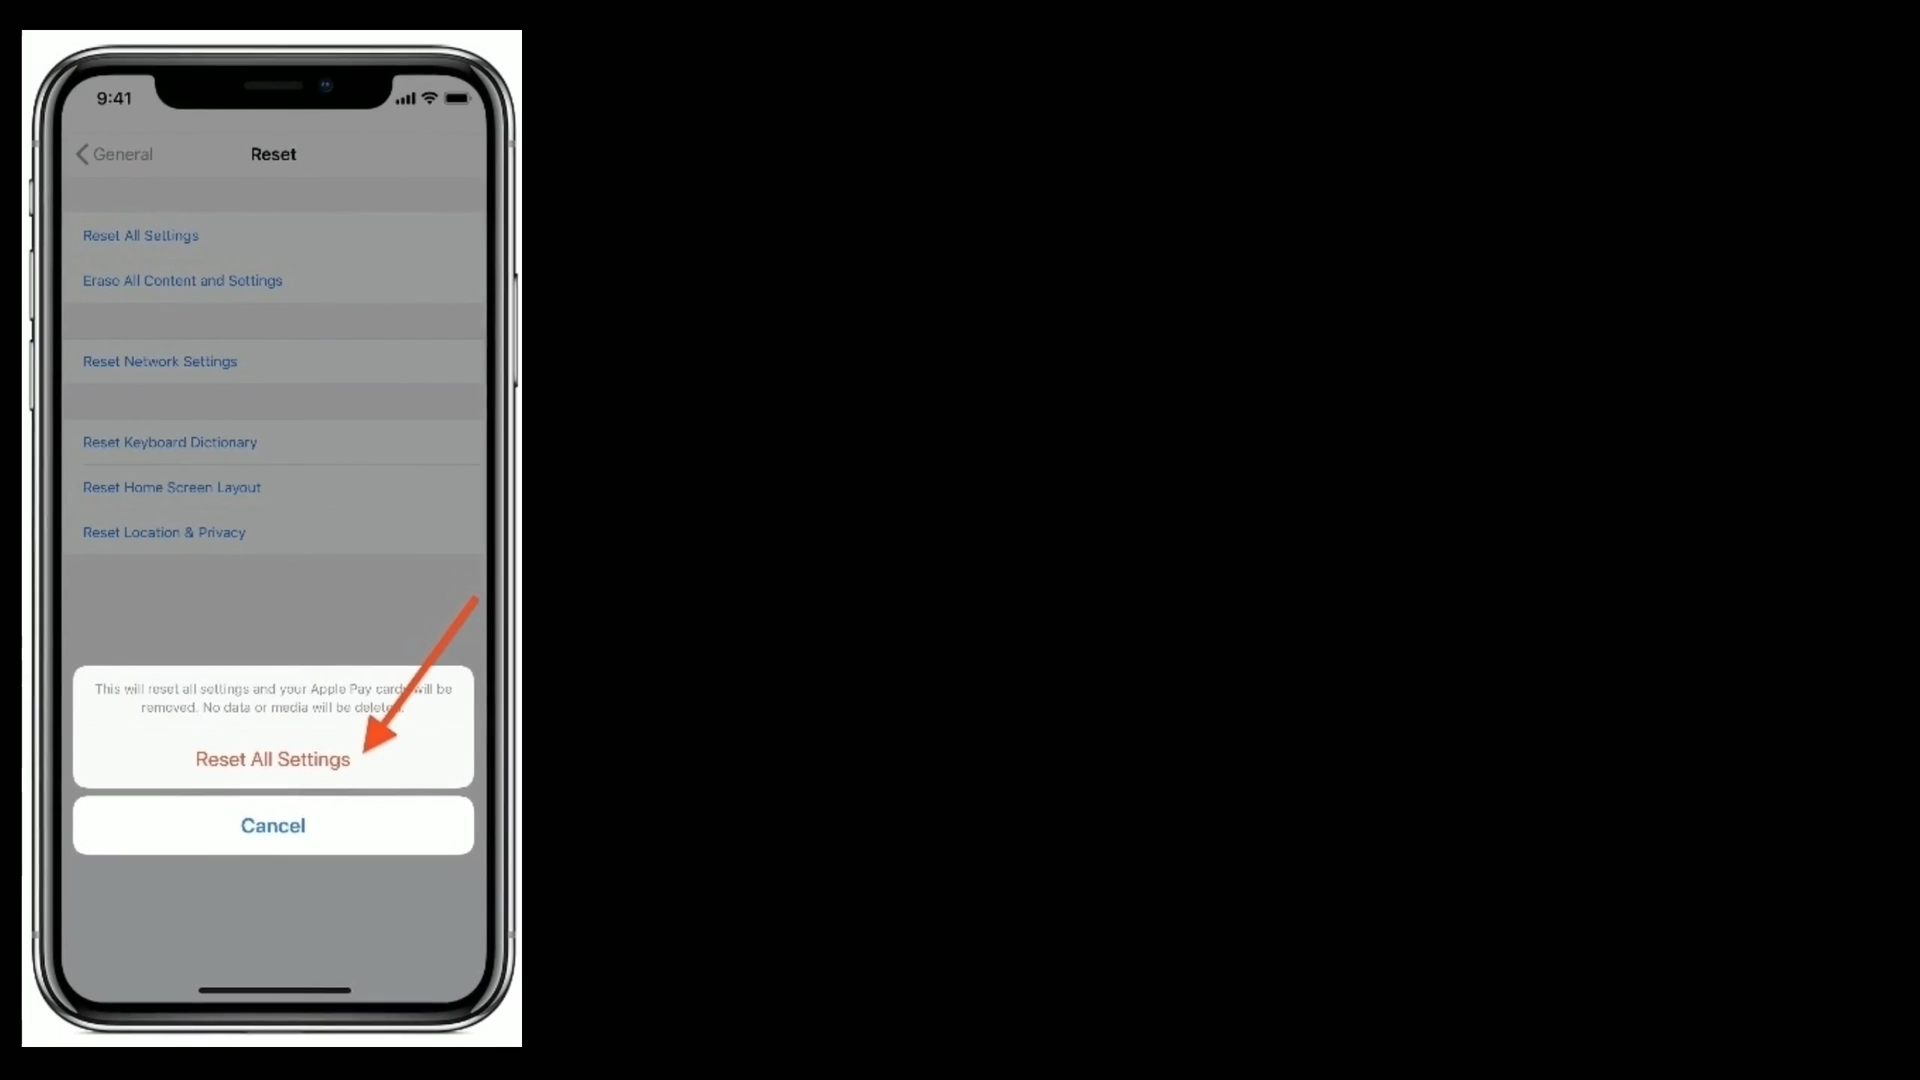 9:41
General
Reset
Reset All Settings
Erase All Content and Settings
Reset Network Settings
Reset Keyboard Dictionary
Reset Home Screen Layout
Reset Location & Privacy
This will reset all settings and your Apple Pay cards will be
removed. No data or media will be deleted.
Reset All Settings
Cancel